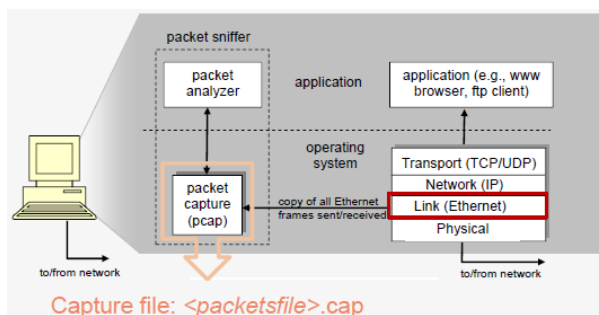 packet sniffer
packet
analyzer
application
application (e.g., www
browser, ftp client)
operating
system
packet
capture
(pcap)
copy of all Ethernet
frames sent/received
Transport (TCP/UDP)
Network (IP)
Link (Ethernet)
Physical
to/from network
to/from network
Capture file: <packetsfile>.cap